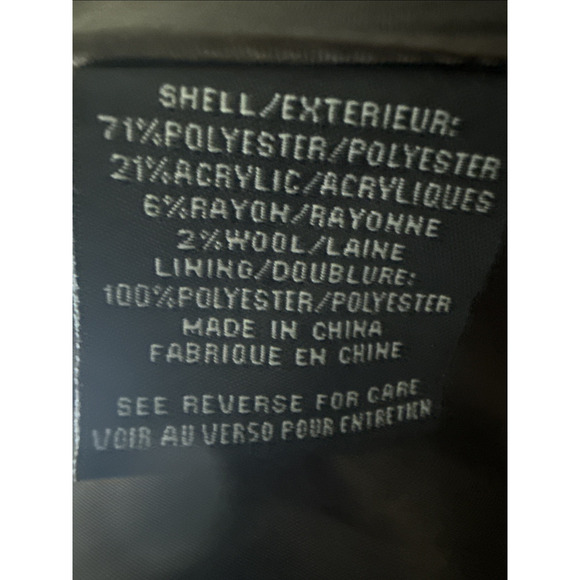 SHELL/EXTERIEUR:
71%POLYESTER/POLYESTER
21%ACRYLIC/ACRYLIQUES
6%RAYON/RAYONNE
2%WOOL/LAINE
LINING/DOUBLURE:
100%POLYESTER/POLYESTER
MADE IN CHINA
FABRIQUE EN CHINE
SEE REVERSE FOR CARE
VOIR AU VERSO POUR ENTRETIEN